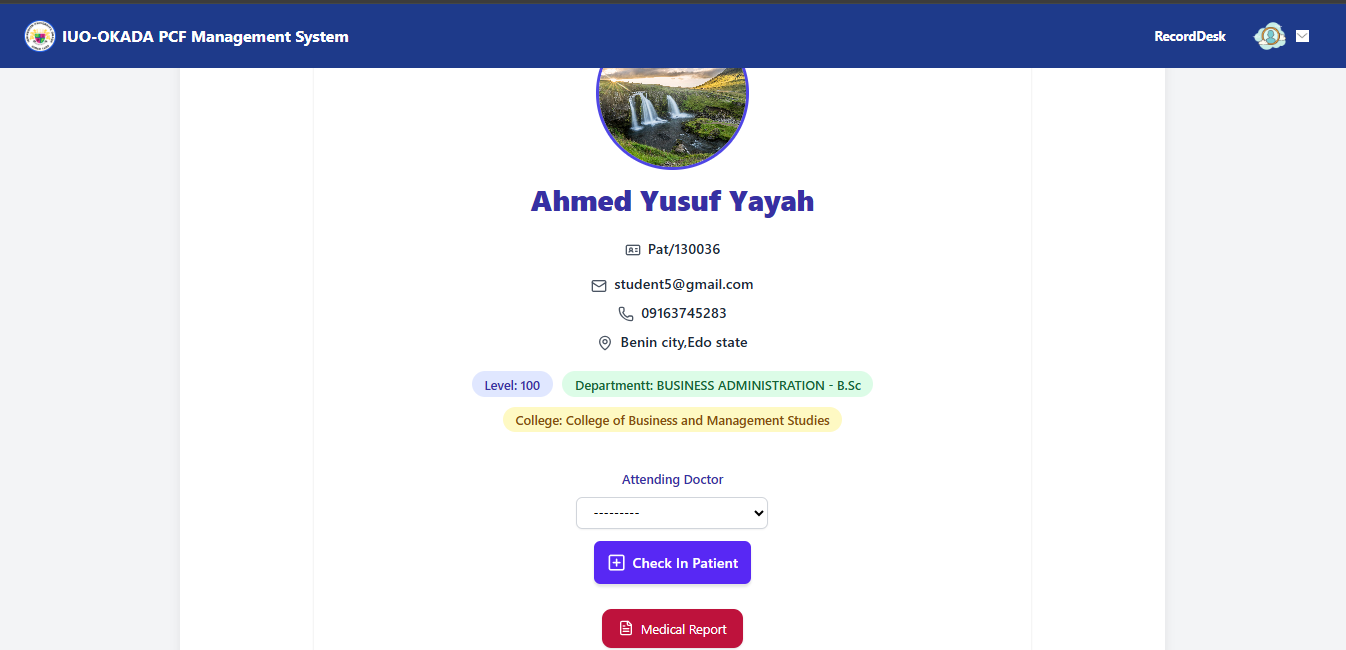 IUO-OKADA PCF Management System
RecordDesk
Ahmed Yusuf Yayah
Pat/130036
student5@gmail.com
09163745283
Benin city,Edo state
Level: 100
Departmentt: BUSINESS ADMINISTRATION - B.Sc
College: College of Business and Management Studies
Attending Doctor
---------
Check In Patient
Medical Report